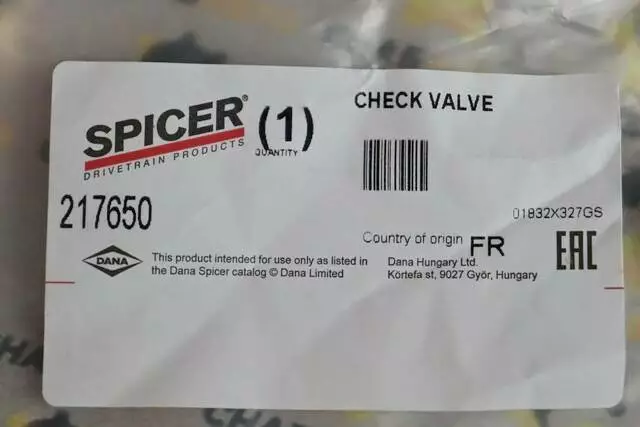 SPICER®
DRIVETRAIN PRODUCTS
(1)
QUANTITY
CHECK VALVE
217650
01832X327GS
Country of origin FR
EAC
DANA
This product intended for use only as listed in
the Dana Spicer catalog © Dana Limited
Dana Hungary Ltd.
Körtefa st, 9027 Győr, Hungary